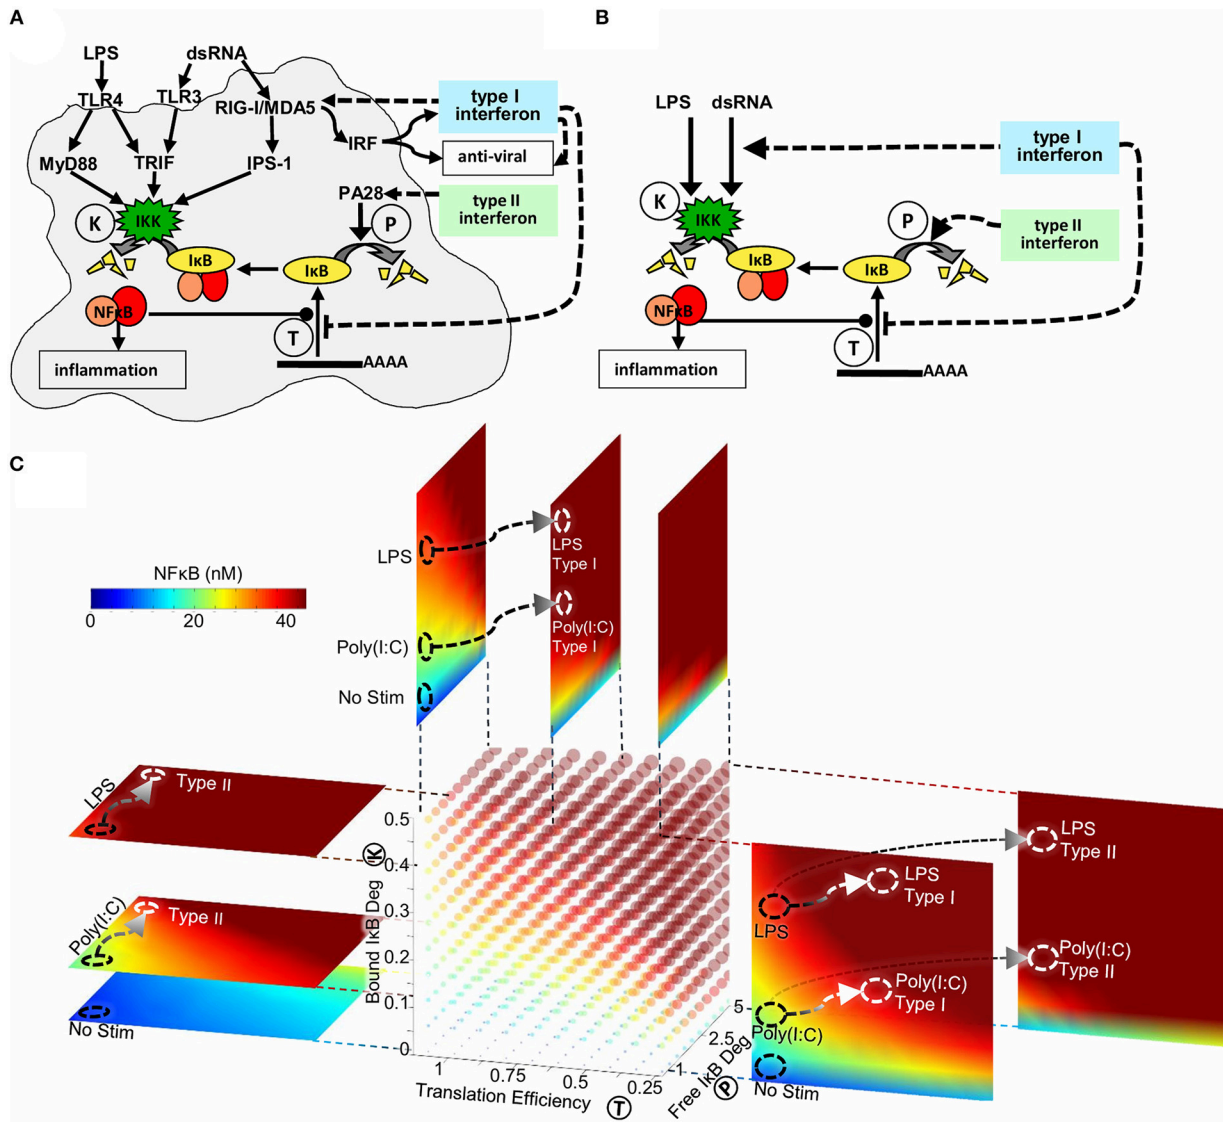 A
LPS
dsRNA
TLR4
TLR3
RIG-I/MDA5
type I
interferon
IRF
anti-viral
MyD88
TRIF
IPS-1
PA28
type II
interferon
K
IKK
P
IκB
IκB
NFκB
T
inflammation
AAAA
B
LPS
dsRNA
type I
interferon
K
IKK
P
type II
interferon
IκB
IκB
NFκB
T
inflammation
AAAA
C
NFκB (nM)
0
20
40
LPS
Poly(I:C)
No Stim
LPS
Type I
Poly(I:C)
Type I
LPS
Type II
Poly(I:C)
Type II
No Stim
Bound IκB Deg
K
0.5
0.4
0.3
0.2
0.1
0
1
0.75
0.5
0.25
Translation Efficiency
T
1
2.5
5
Free IκB Deg
P
LPS
LPS
Type I
Poly(I:C)
Poly(I:C)
Type I
No Stim
LPS
Type II
Poly(I:C)
Type II